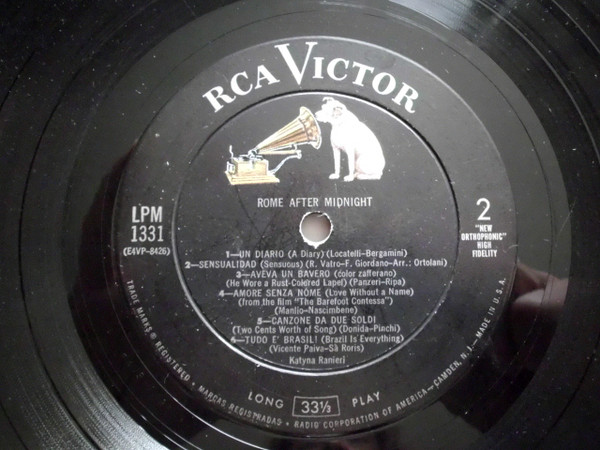 RCA VICTOR
ROME AFTER MIDNIGHT
LPM
1331
(E4VP-8426)
2
"NEW
ORTHOPHONIC"
HIGH
FIDELITY
1—UN DIARIO (A Diary) (Locatelli-Bergamini)
2—SENSUALIDAD (Sensuous) (R. Vatro-F. Giordano-Arr.: Ortolani)
3—AVEVA UN BAVERO (color zafferano)
(He Wore a Rust-Colored Lapel) (Panzeri-Ripa)
4—AMORE SENZA NOME (Love Without a Name)
(from the film "The Barefoot Contessa")
(Manlio-Nascimbene)
5—CANZONE DA DUE SOLDI
(Two Cents Worth of Song) (Donida-Pinchi)
6—TUDO E' BRASIL! (Brazil Is Everything)
(Vicente Paiva-Sá Roris)
Katyna Ranieri
LONG 33⅓ PLAY
TRADE MARKS ® REGISTERED • MARCAS REGISTRADAS • RADIO CORPORATION OF AMERICA—CAMDEN, N. J.—MADE IN U.S.A.